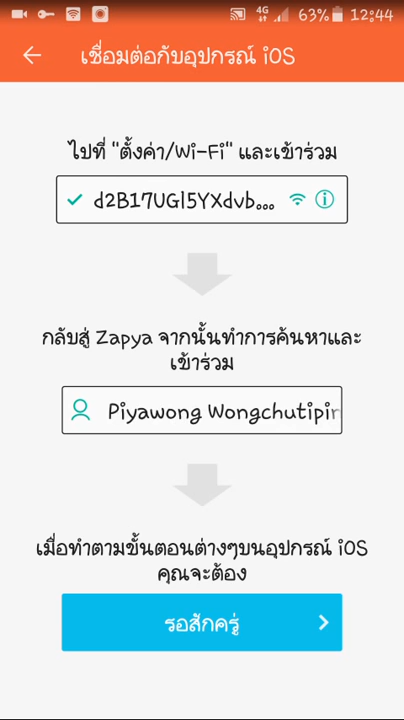 4G 63% 12:44
เชื่อมต่อกับอุปกรณ์ iOS
ไปที่ "ตั้งค่า/Wi-Fi" และเข้าร่วม
d2B17UGl5YXdvb...
กลับสู่ Zapya จากนั้นทำการค้นหาและ
เข้าร่วม
Piyawong Wongchutipin
เมื่อทำตามขั้นตอนต่างๆบนอุปกรณ์ iOS
คุณจะต้อง
รอสักครู่